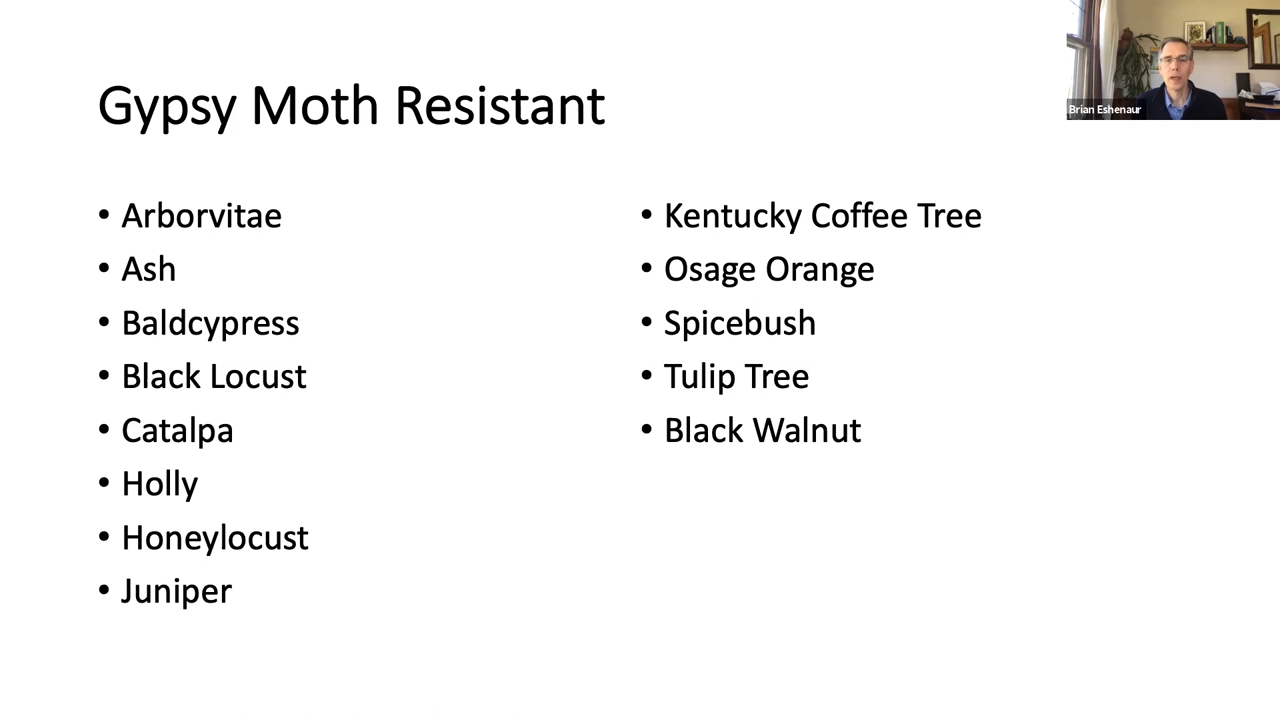 Gypsy Moth Resistant
• Arborvitae
• Ash
• Baldcypress
• Black Locust
• Catalpa
• Holly
• Honeylocust
• Juniper
• Kentucky Coffee Tree
• Osage Orange
• Spicebush
• Tulip Tree
• Black Walnut
Brian Eshenaur